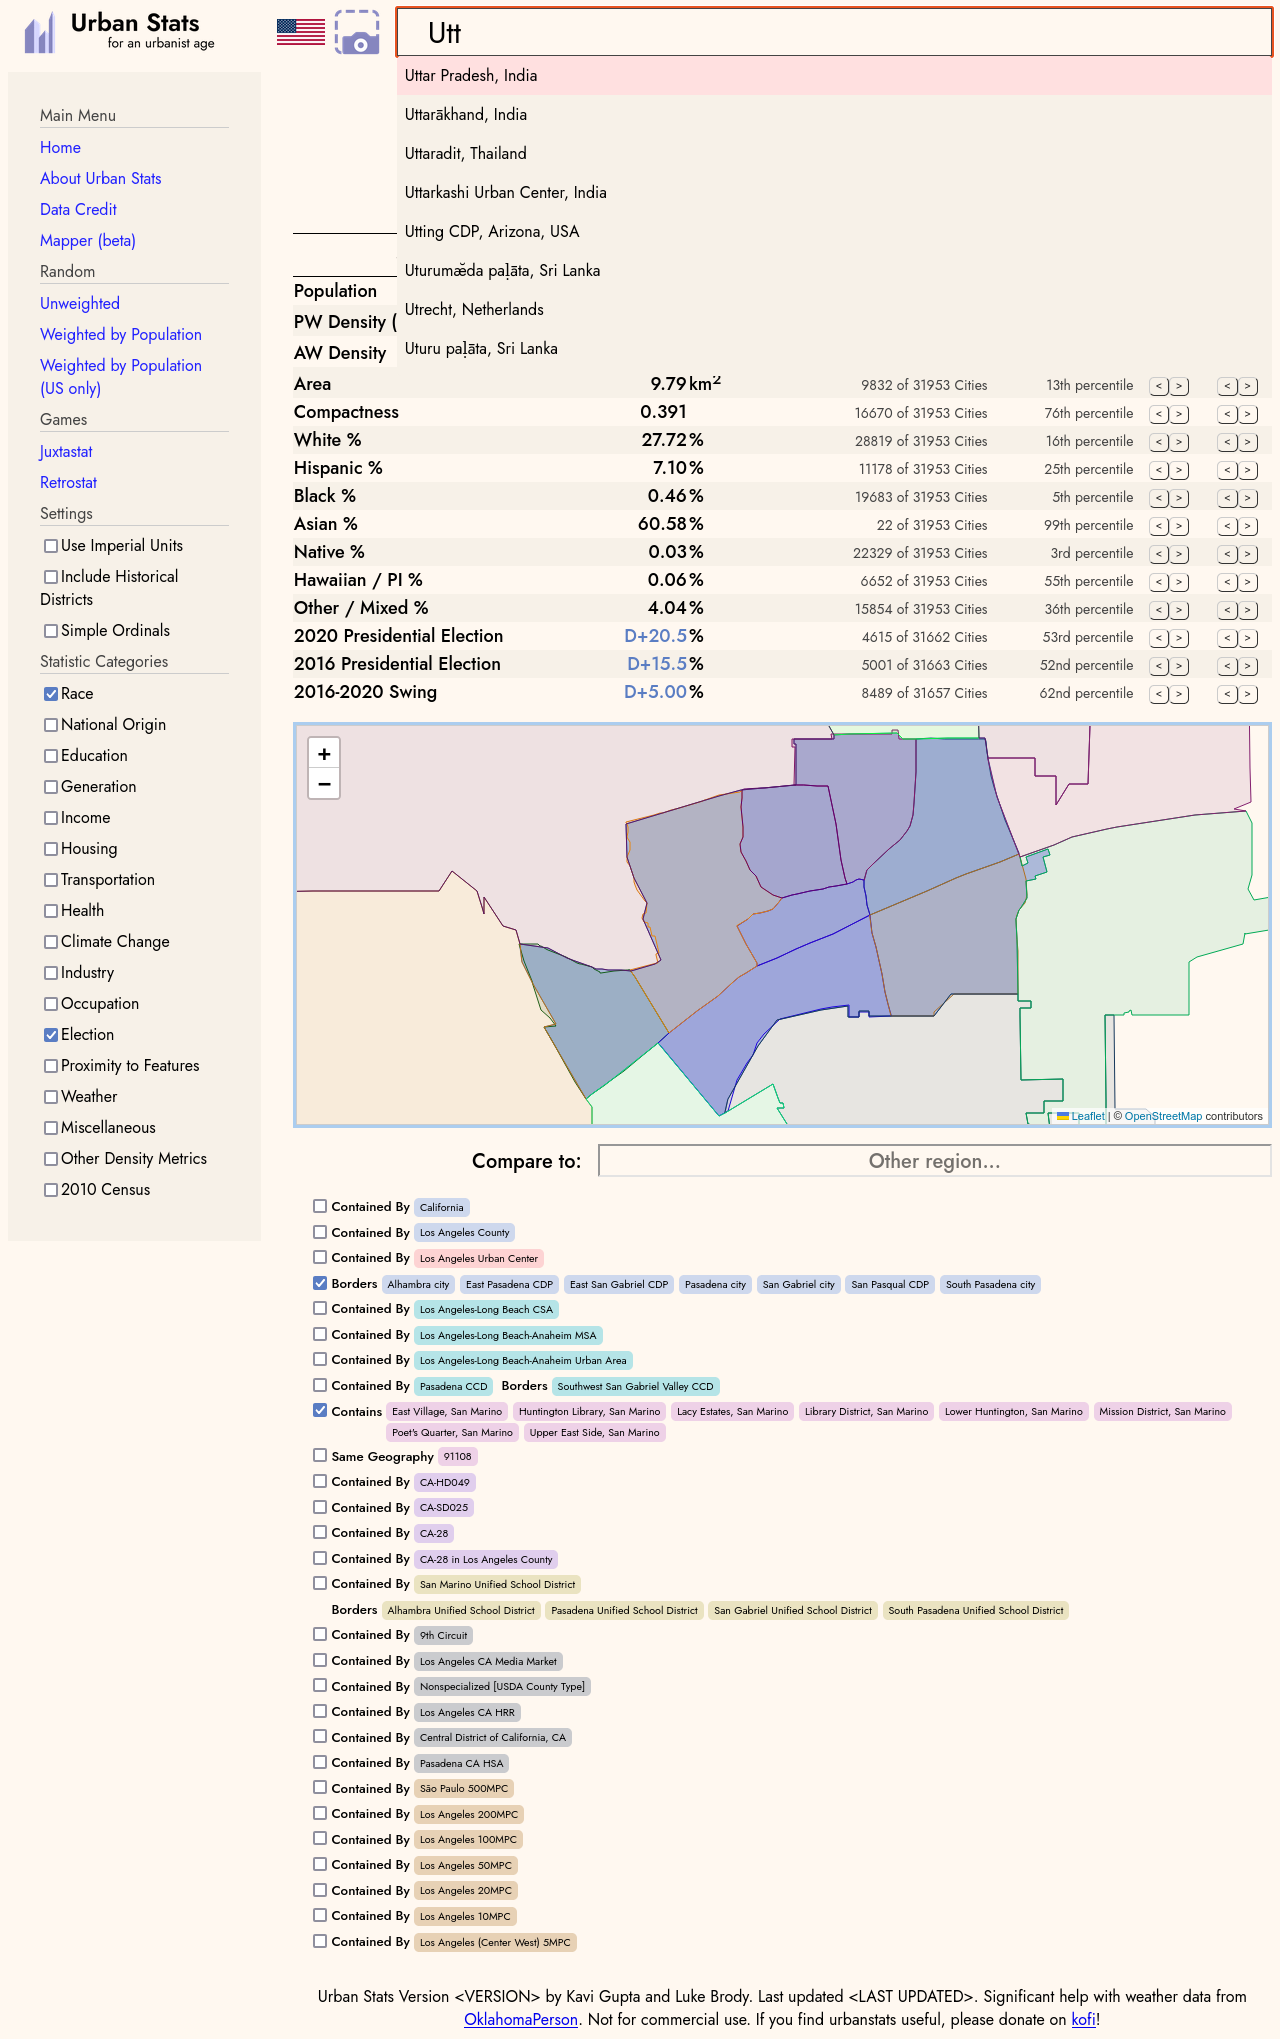 Urban Stats
for an urbanist age
Utt
Uttar Pradesh, India
Uttarākhand, India
Uttaradit, Thailand
Uttarkashi Urban Center, India
Utting CDP, Arizona, USA
Uturumæ̆da paḷāta, Sri Lanka
Utrecht, Netherlands
Uturu paḷāta, Sri Lanka
Main Menu
Home
About Urban Stats
Data Credit
Mapper (beta)
Random
Unweighted
Weighted by Population
Weighted by Population
(US only)
Games
Juxtastat
Retrostat
Settings
Use Imperial Units
Include Historical
Districts
Simple Ordinals
Statistic Categories
Race
National Origin
Education
Generation
Income
Housing
Transportation
Health
Climate Change
Industry
Occupation
Election
Proximity to Features
Weather
Miscellaneous
Other Density Metrics
2010 Census
Population
PW Density (
AW Density
Area 9.79 km² 9832 of 31953 Cities 13th percentile < > < >
Compactness 0.391 16670 of 31953 Cities 76th percentile < > < >
White % 27.72% 28819 of 31953 Cities 16th percentile < > < >
Hispanic % 7.10% 11178 of 31953 Cities 25th percentile < > < >
Black % 0.46% 19683 of 31953 Cities 5th percentile < > < >
Asian % 60.58% 22 of 31953 Cities 99th percentile < > < >
Native % 0.03% 22329 of 31953 Cities 3rd percentile < > < >
Hawaiian / PI % 0.06% 6652 of 31953 Cities 55th percentile < > < >
Other / Mixed % 4.04% 15854 of 31953 Cities 36th percentile < > < >
2020 Presidential Election D+20.5% 4615 of 31662 Cities 53rd percentile < > < >
2016 Presidential Election D+15.5% 5001 of 31663 Cities 52nd percentile < > < >
2016-2020 Swing D+5.00% 8489 of 31657 Cities 62nd percentile < > < >
+
−
Leaflet | © OpenStreetMap contributors
Compare to: Other region...
Contained By California
Contained By Los Angeles County
Contained By Los Angeles Urban Center
Borders Alhambra city East Pasadena CDP East San Gabriel CDP Pasadena city San Gabriel city San Pasqual CDP South Pasadena city
Contained By Los Angeles-Long Beach CSA
Contained By Los Angeles-Long Beach-Anaheim MSA
Contained By Los Angeles-Long Beach-Anaheim Urban Area
Contained By Pasadena CCD Borders Southwest San Gabriel Valley CCD
Contains East Village, San Marino Huntington Library, San Marino Lacy Estates, San Marino Library District, San Marino Lower Huntington, San Marino Mission District, San Marino
Poet's Quarter, San Marino Upper East Side, San Marino
Same Geography 91108
Contained By CA-HD049
Contained By CA-SD025
Contained By CA-28
Contained By CA-28 in Los Angeles County
Contained By San Marino Unified School District
Borders Alhambra Unified School District Pasadena Unified School District San Gabriel Unified School District South Pasadena Unified School District
Contained By 9th Circuit
Contained By Los Angeles CA Media Market
Contained By Nonspecialized [USDA County Type]
Contained By Los Angeles CA HRR
Contained By Central District of California, CA
Contained By Pasadena CA HSA
Contained By São Paulo 500MPC
Contained By Los Angeles 200MPC
Contained By Los Angeles 100MPC
Contained By Los Angeles 50MPC
Contained By Los Angeles 20MPC
Contained By Los Angeles 10MPC
Contained By Los Angeles (Center West) 5MPC
Urban Stats Version <VERSION> by Kavi Gupta and Luke Brody. Last updated <LAST UPDATED>. Significant help with weather data from
OklahomaPerson. Not for commercial use. If you find urbanstats useful, please donate on kofi!